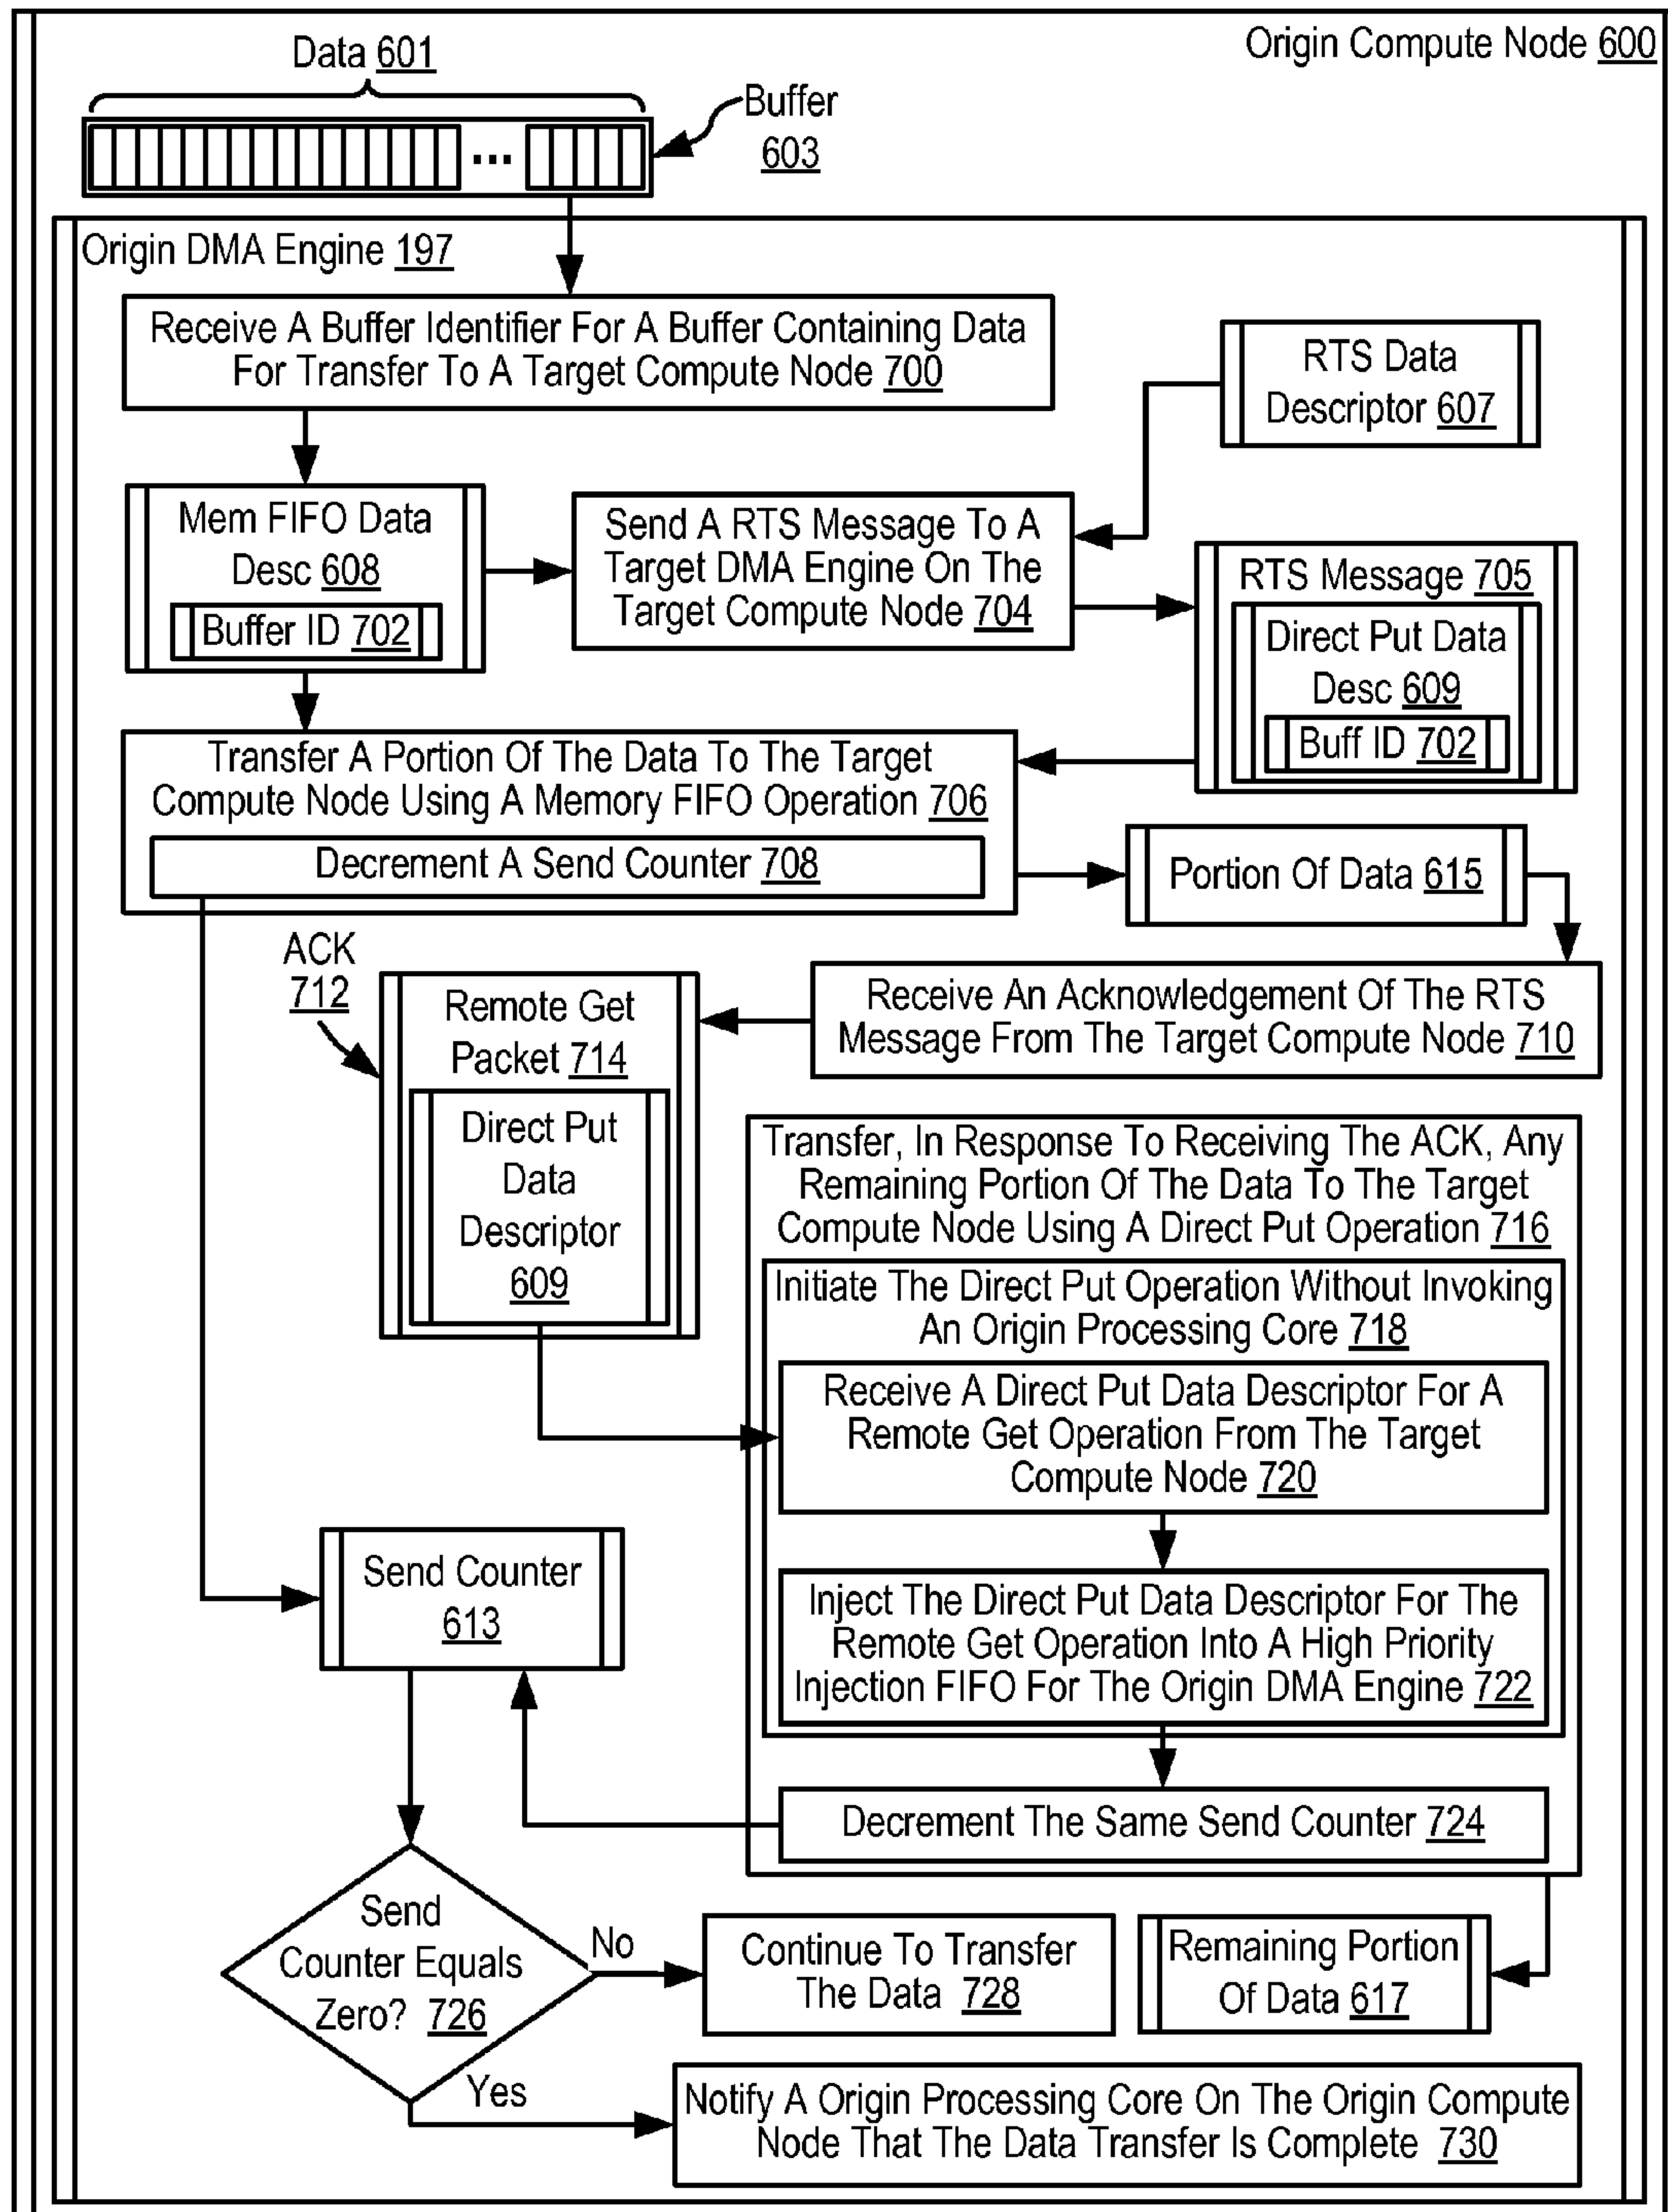 Origin Compute Node 600
Data 601
Buffer
603
...
Origin DMA Engine 197
Receive A Buffer Identifier For A Buffer Containing Data
For Transfer To A Target Compute Node 700
RTS Data
Descriptor 607
Mem FIFO Data
Desc 608
Buffer ID 702
Send A RTS Message To A
Target DMA Engine On The
Target Compute Node 704
RTS Message 705
Direct Put Data
Desc 609
Buff ID 702
Transfer A Portion Of The Data To The Target
Compute Node Using A Memory FIFO Operation 706
Decrement A Send Counter 708
Portion Of Data 615
ACK
712
Remote Get
Packet 714
Direct Put
Data
Descriptor
609
Receive An Acknowledgement Of The RTS
Message From The Target Compute Node 710
Transfer, In Response To Receiving The ACK, Any
Remaining Portion Of The Data To The Target
Compute Node Using A Direct Put Operation 716
Initiate The Direct Put Operation Without Invoking
An Origin Processing Core 718
Receive A Direct Put Data Descriptor For A
Remote Get Operation From The Target
Compute Node 720
Send Counter
613
Inject The Direct Put Data Descriptor For The
Remote Get Operation Into A High Priority
Injection FIFO For The Origin DMA Engine 722
Decrement The Same Send Counter 724
Send
Counter Equals
Zero? 726
No
Continue To Transfer
The Data 728
Remaining Portion
Of Data 617
Yes
Notify A Origin Processing Core On The Origin Compute
Node That The Data Transfer Is Complete 730